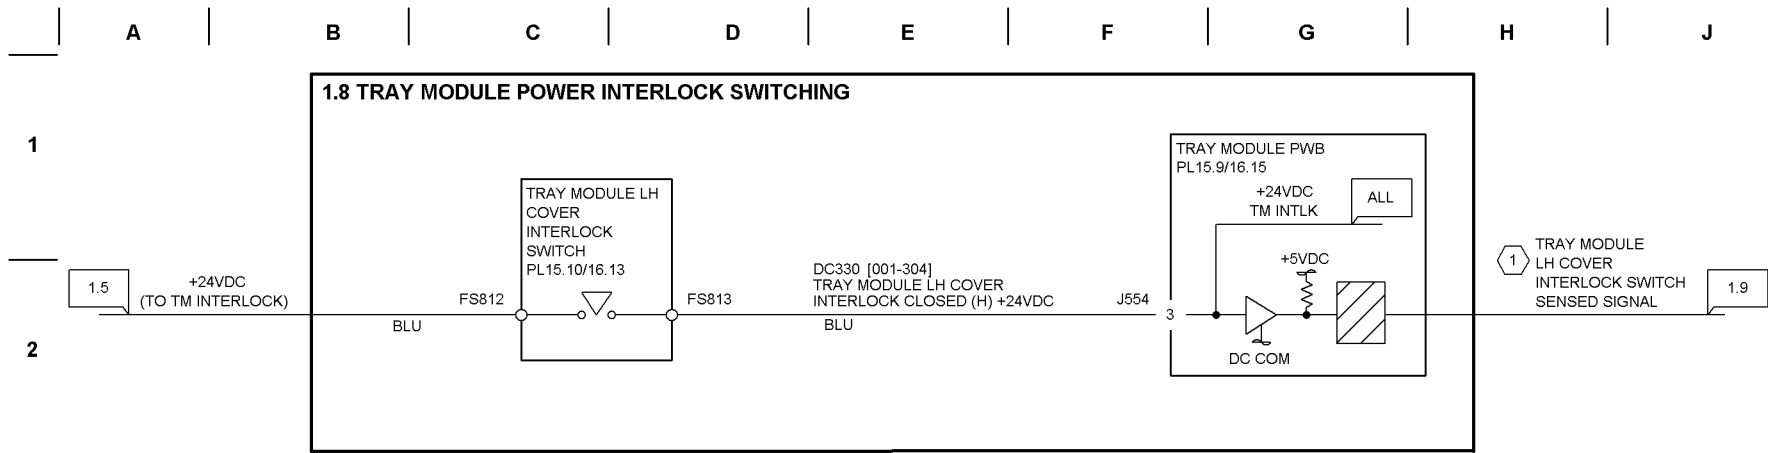 A B C D E F G H J
1
2
1.8 TRAY MODULE POWER INTERLOCK SWITCHING
1.5
+24VDC
(TO TM INTERLOCK)
BLU
FS812
TRAY MODULE LH
COVER
INTERLOCK
SWITCH
PL15.10/16.13
FS813
DC330 [001-304]
TRAY MODULE LH COVER
INTERLOCK CLOSED (H) +24VDC
BLU
J554
3
TRAY MODULE PWB
PL15.9/16.15
+24VDC
TM INTLK
ALL
+5VDC
DC COM
1
TRAY MODULE
LH COVER
INTERLOCK SWITCH
SENSED SIGNAL
1.9